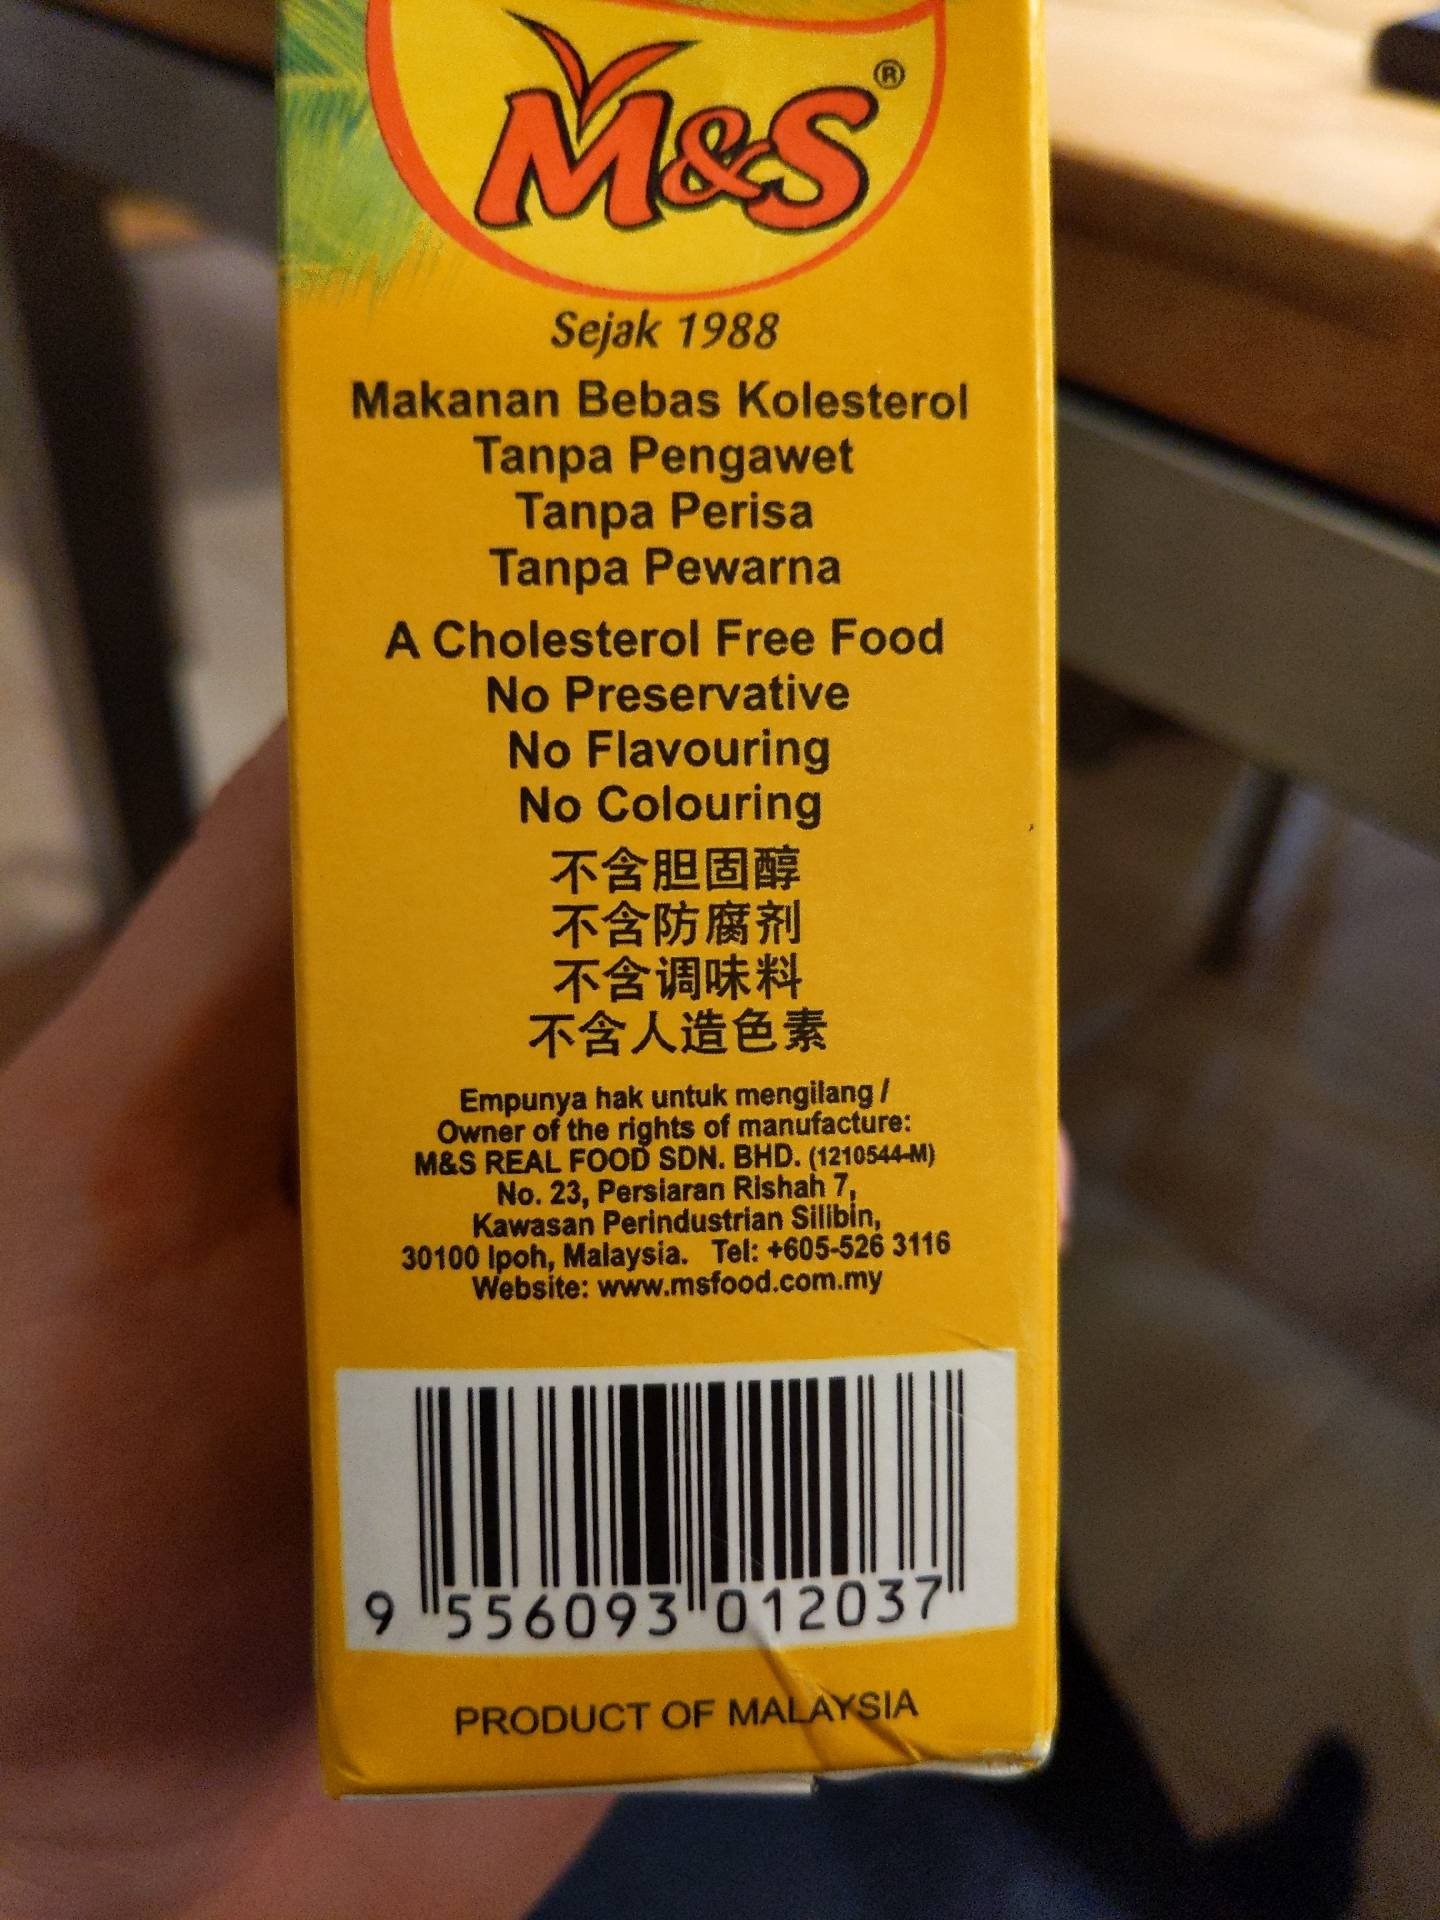 M&S®
Sejak 1988
Makanan Bebas Kolesterol
Tanpa Pengawet
Tanpa Perisa
Tanpa Pewarna
A Cholesterol Free Food
No Preservative
No Flavouring
No Colouring
不含胆固醇
不含防腐剂
不含调味料
不含人造色素
Empunya hak untuk mengilang /
Owner of the rights of manufacture:
M&S REAL FOOD SDN. BHD. (1210544-M)
No. 23, Persiaran Rishah 7,
Kawasan Perindustrian Silibin,
30100 Ipoh, Malaysia. Tel: +605-526 3116
Website: www.msfood.com.my
9 556093 012037
PRODUCT OF MALAYSIA